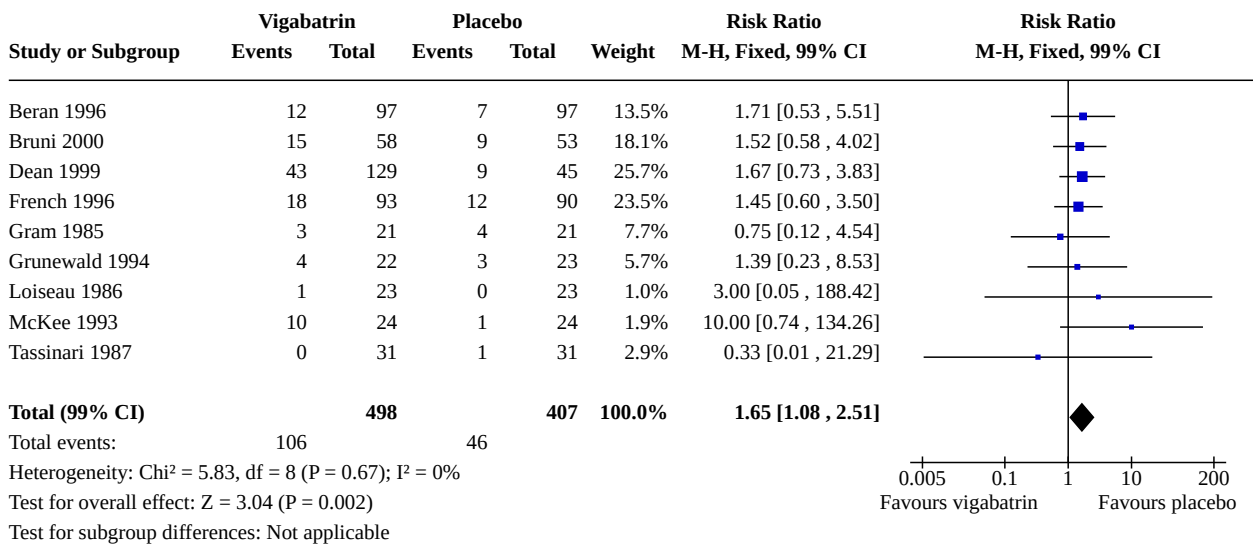 Vigabatrin Placebo Risk Ratio Risk Ratio
Study or Subgroup Events Total Events Total Weight M-H, Fixed, 99% CI M-H, Fixed, 99% CI
Beran 1996 12 97 7 97 13.5% 1.71 [0.53 , 5.51]
Bruni 2000 15 58 9 53 18.1% 1.52 [0.58 , 4.02]
Dean 1999 43 129 9 45 25.7% 1.67 [0.73 , 3.83]
French 1996 18 93 12 90 23.5% 1.45 [0.60 , 3.50]
Gram 1985 3 21 4 21 7.7% 0.75 [0.12 , 4.54]
Grunewald 1994 4 22 3 23 5.7% 1.39 [0.23 , 8.53]
Loiseau 1986 1 23 0 23 1.0% 3.00 [0.05 , 188.42]
McKee 1993 10 24 1 24 1.9% 10.00 [0.74 , 134.26]
Tassinari 1987 0 31 1 31 2.9% 0.33 [0.01 , 21.29]
Total (99% CI) 498 407 100.0% 1.65 [1.08 , 2.51]
Total events: 106 46
Heterogeneity: Chi² = 5.83, df = 8 (P = 0.67); I² = 0%
0.005 0.1 1 10 200
Test for overall effect: Z = 3.04 (P = 0.002) Favours vigabatrin Favours placebo
Test for subgroup differences: Not applicable